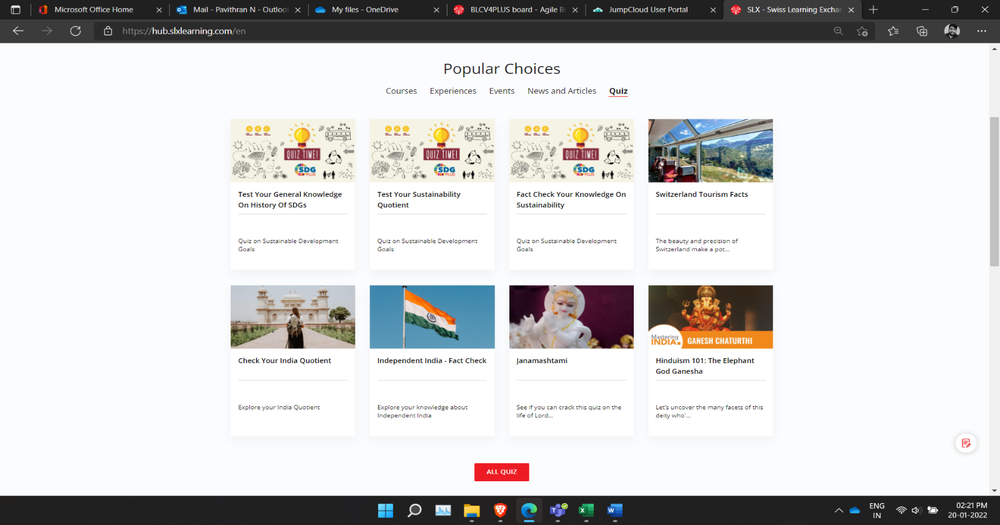 Microsoft Office Home
Mail - Pavithran N - Outlool
My files - OneDrive
BLCV4PLUS board - Agile Bo
JumpCloud User Portal
SLX - Swiss Learning Exchan
https://hub.slxlearning.com/en
Popular Choices
Courses Experiences Events News and Articles Quiz
A B C
QUIZ TIME!
SDG
PLUS
A B C
QUIZ TIME!
SDG
PLUS
A B C
QUIZ TIME!
SDG
PLUS
Test Your General Knowledge
On History Of SDGs
Quiz on Sustainable Development
Goals
Test Your Sustainability
Quotient
Quiz on Sustainable Development
Goals
Fact Check Your Knowledge On
Sustainability
Quiz on Sustainable Development
Goals
Switzerland Tourism Facts
The beauty and precision of
Switzerland make a pot...
Check Your India Quotient
Explore your India Quotient
Independent India - Fact Check
Explore your knowledge about
Independent India
Janamashtami
See if you can crack this quiz on the
life of Lord...
Mastering
INDIA.
GANESH CHATURTHI
Hinduism 101: The Elephant
God Ganesha
Let's uncover the many facets of this
deity who'...
ALL QUIZ
ENG
IN
02:21 PM
20-01-2022